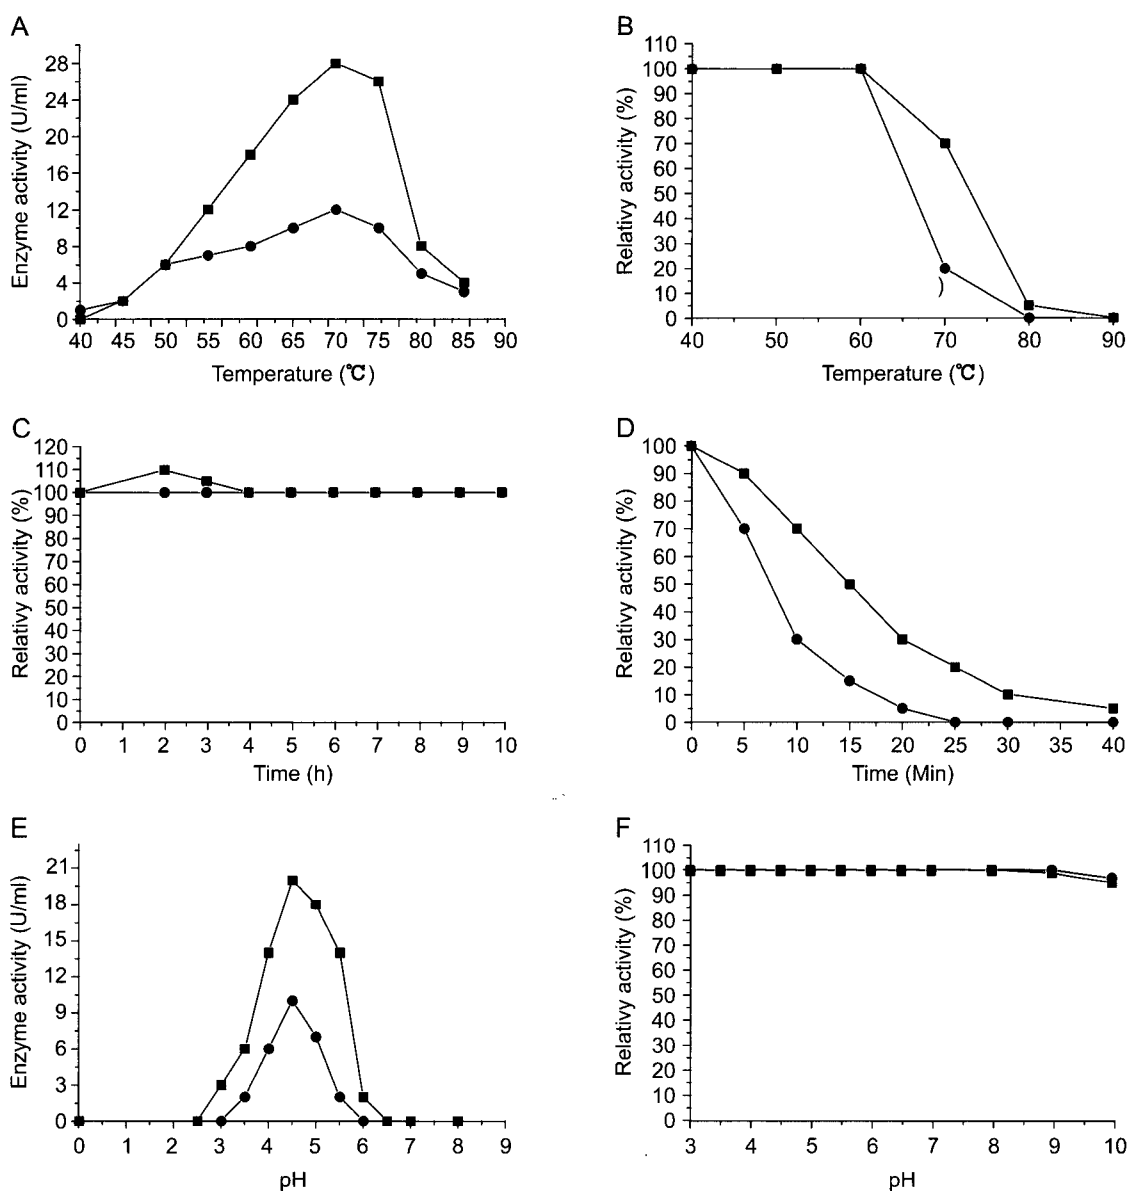 A
Enzyme activity (U/ml)
28
24
20
16
12
8
4
0
40 45 50 55 60 65 70 75 80 85 90
Temperature (℃)
B
Relativy activity (%)
110
100
90
80
70
60
50
40
30
20
10
0
)
40 50 60 70 80 90
Temperature (℃)
C
Relativy activity (%)
120
110
100
90
80
70
60
50
40
30
20
10
0
0 1 2 3 4 5 6 7 8 9 10
Time (h)
D
Relativy activity (%)
100
90
80
70
60
50
40
30
20
10
0
0 5 10 15 20 25 30 35 40
Time (Min)
E
Enzyme activity (U/ml)
21
18
15
12
9
6
3
0
0 1 2 3 4 5 6 7 8 9
pH
F
Relativy activity (%)
110
100
90
80
70
60
50
40
30
20
10
0
3 4 5 6 7 8 9 10
pH